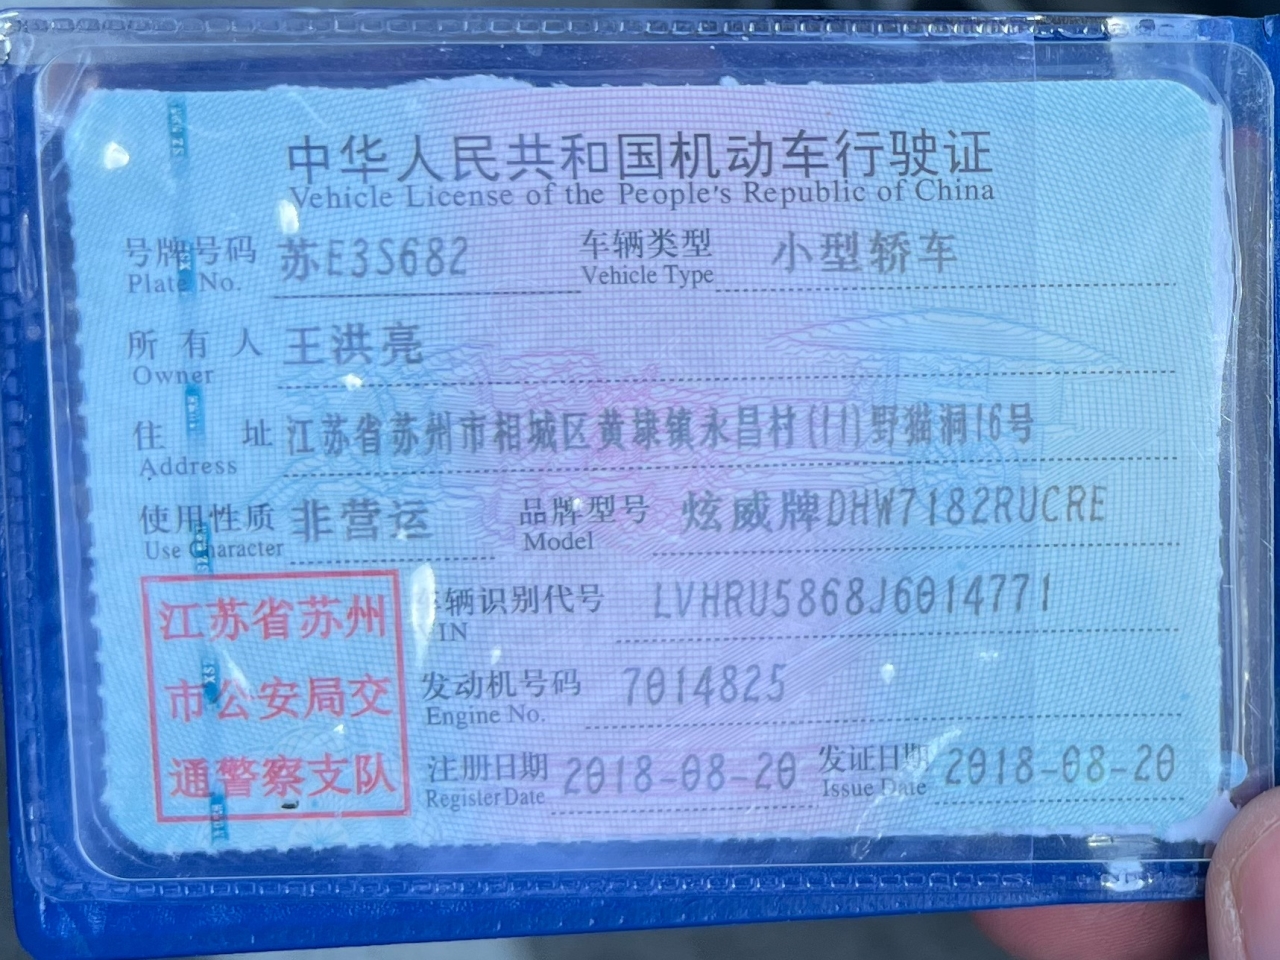 中华人民共和国机动车行驶证
Vehicle License of the People's Republic of China
号牌号码 苏E3S682 车辆类型 小型轿车
Plate No. Vehicle Type
所有人 王洪亮
Owner
住址 江苏省苏州市相城区黄埭镇永昌村(11)野猫洞16号
Address
使用性质 非营运 品牌型号 炫威牌DHW7182RUCRE
Use Character Model
江苏省苏州
市公安局交
通警察支队
车辆识别代号 LVHRU5868J6014771
VIN
发动机号码 7014825
Engine No.
注册日期 2018-08-20 发证日期 2018-08-20
Register Date Issue Date